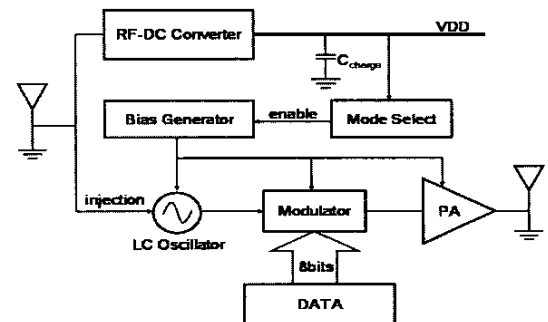 RF-DC Converter
VDD
Ccharge
Bias Generator
enable
Mode Select
injection
Modulator
PA
LC Oscillator
8bits
DATA